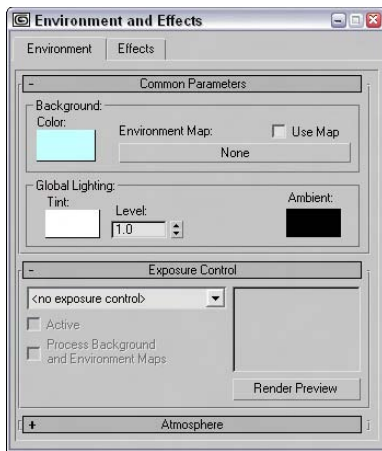 Environment and Effects
Environment Effects
- Common Parameters
Background:
Color:
Environment Map: Use Map
None
Global Lighting:
Tint: Level: Ambient:
1.0
- Exposure Control
<no exposure control>
Active
Process Background
and Environment Maps
Render Preview
+ Atmosphere